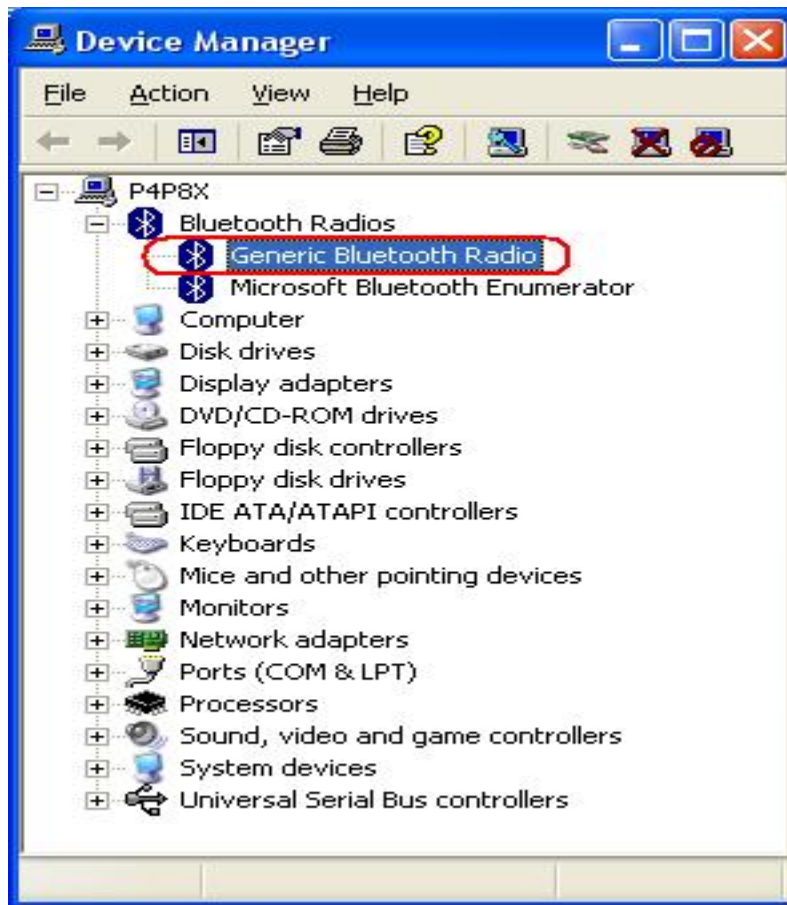 Device Manager
File Action View Help
P4P8X
Bluetooth Radios
Generic Bluetooth Radio
Microsoft Bluetooth Enumerator
Computer
Disk drives
Display adapters
DVD/CD-ROM drives
Floppy disk controllers
Floppy disk drives
IDE ATA/ATAPI controllers
Keyboards
Mice and other pointing devices
Monitors
Network adapters
Ports (COM & LPT)
Processors
Sound, video and game controllers
System devices
Universal Serial Bus controllers